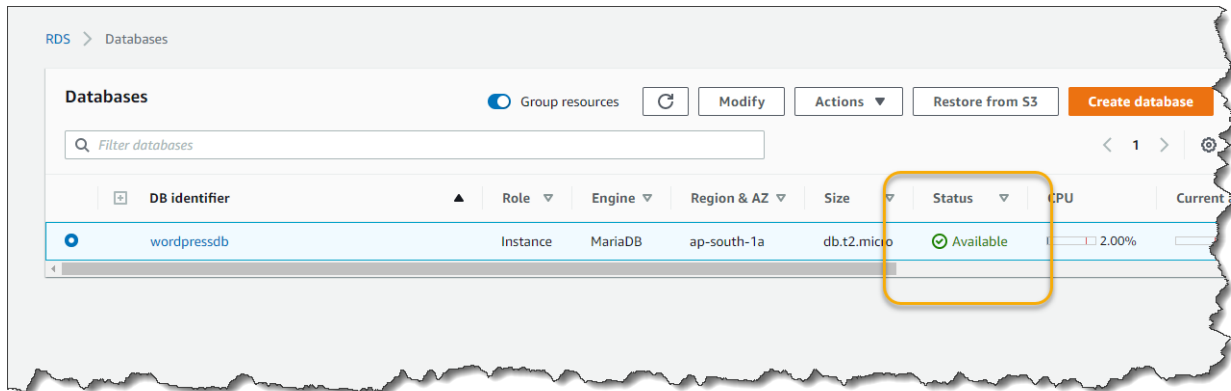 RDS > Databases
Databases
Group resources Modify Actions Restore from S3 Create database
Filter databases
1
DB identifier Role Engine Region & AZ Size Status CPU Current
wordpressdb Instance MariaDB ap-south-1a db.t2.micro Available 2.00%